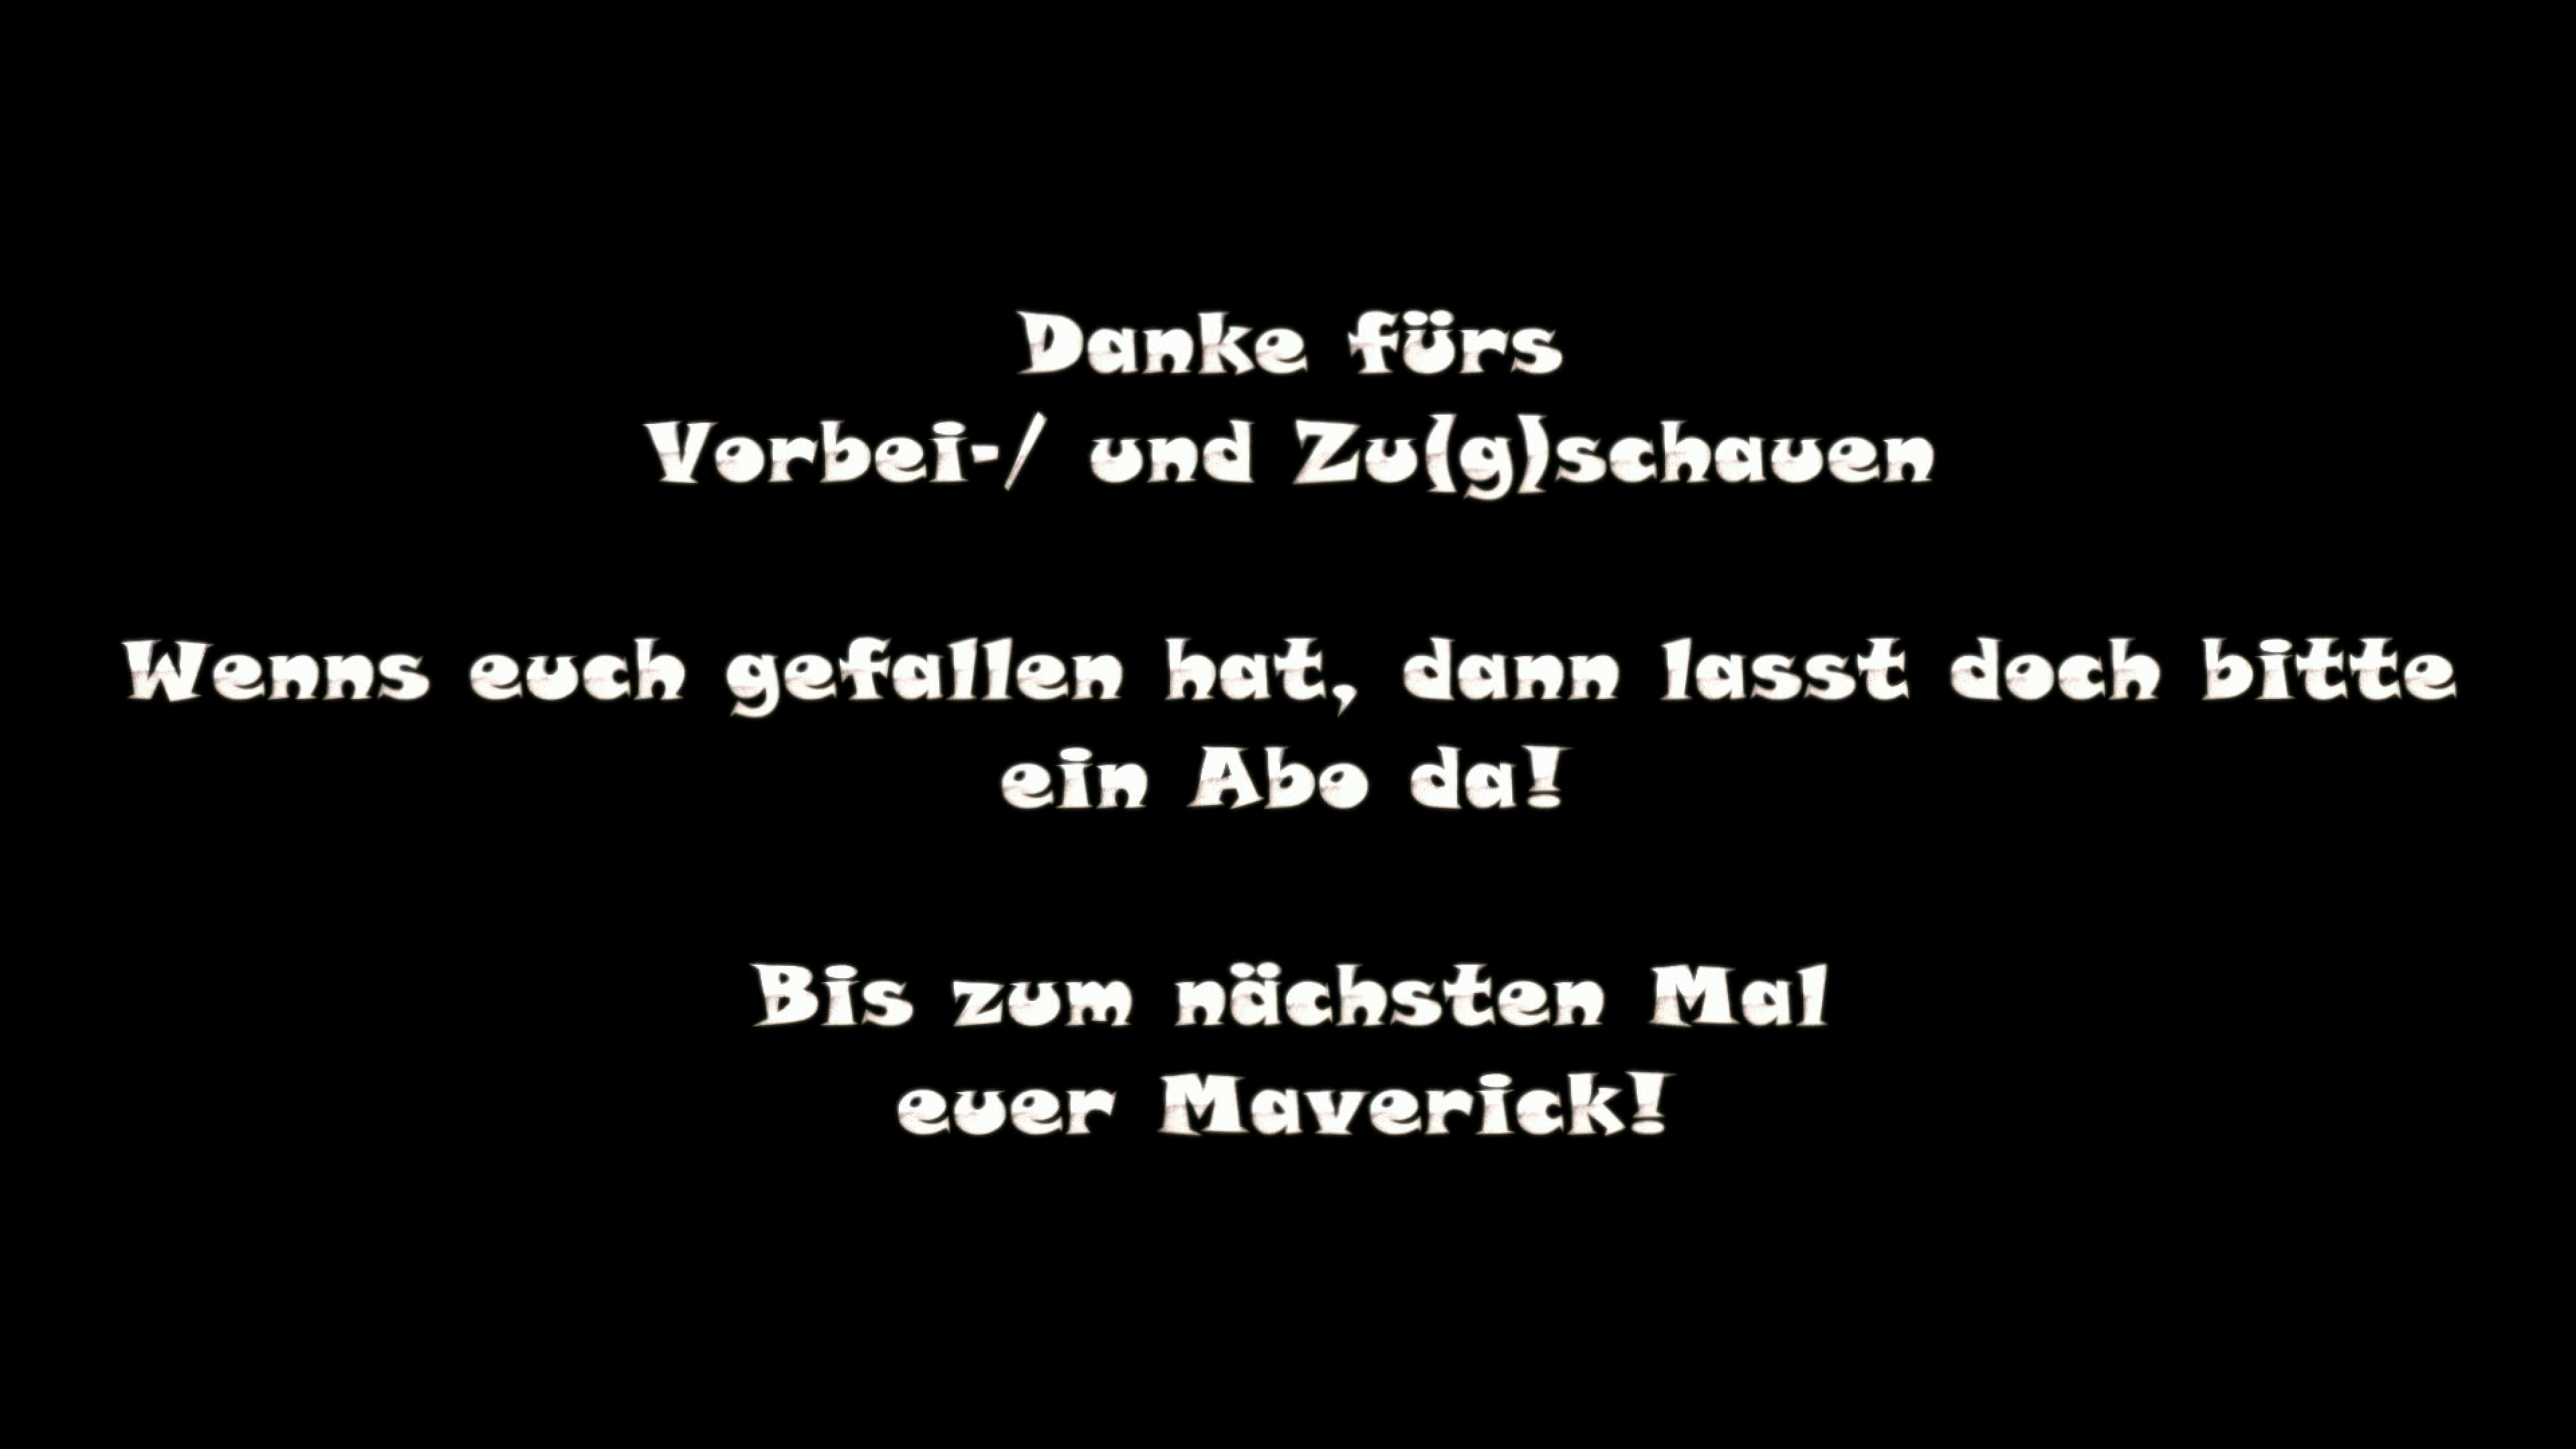 Danke fürs
Vorbei-/ und Zu(g)schauen
Wenns euch gefallen hat, dann lasst doch bitte
ein Abo da!
Bis zum nächsten Mal
euer Maverick!